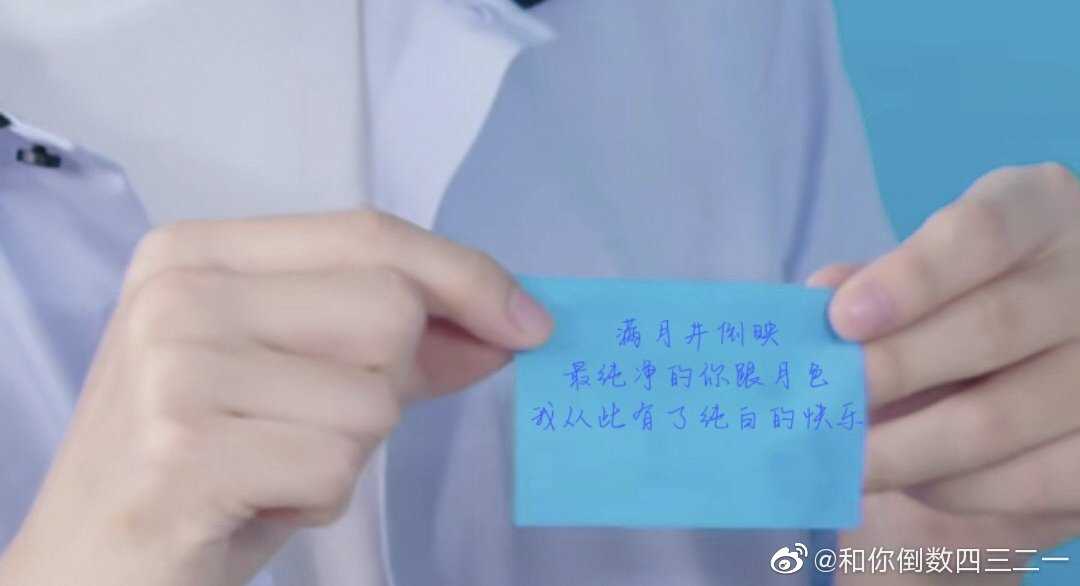 满月井倒映
最纯净的你跟月色
我从此有了纯白的快乐
@和你倒数四三二一